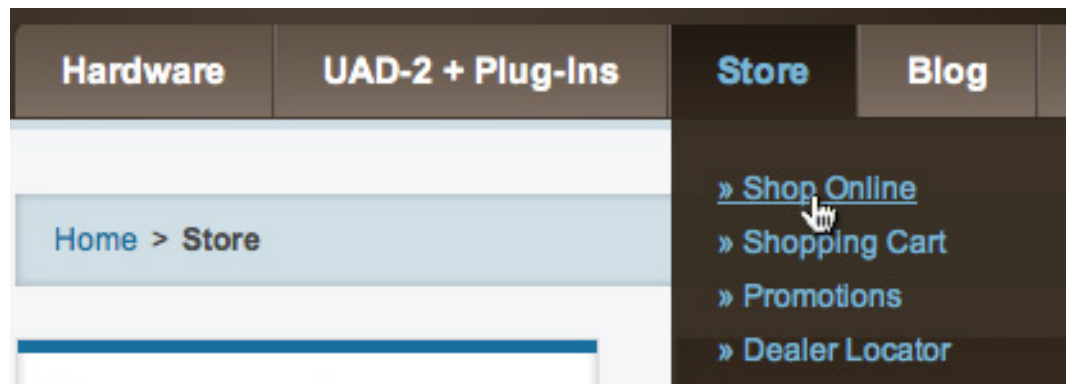 Hardware UAD-2 + Plug-Ins Store Blog
» Shop Online
» Shopping Cart
Home > Store
» Promotions
» Dealer Locator